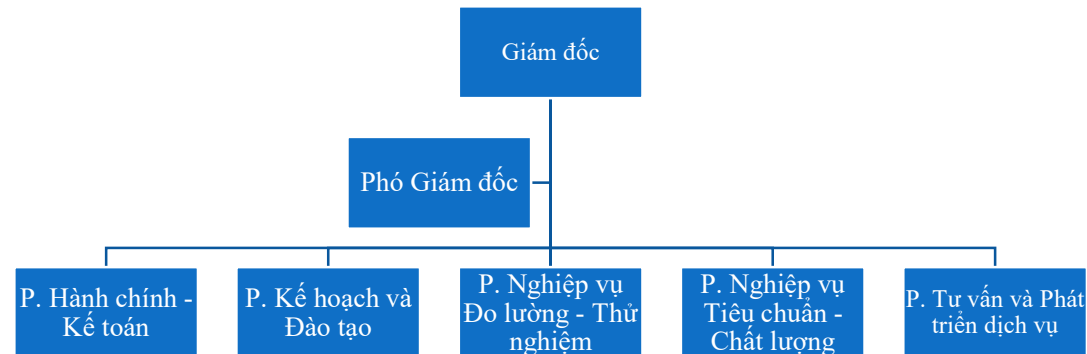 Giám đốc
Phó Giám đốc
P. Hành chính -
Kế toán
P. Kế hoạch và
Đào tạo
P. Nghiệp vụ
Đo lường - Thử
nghiệm
P. Nghiệp vụ
Tiêu chuẩn -
Chất lượng
P. Tư vấn và Phát
triển dịch vụ